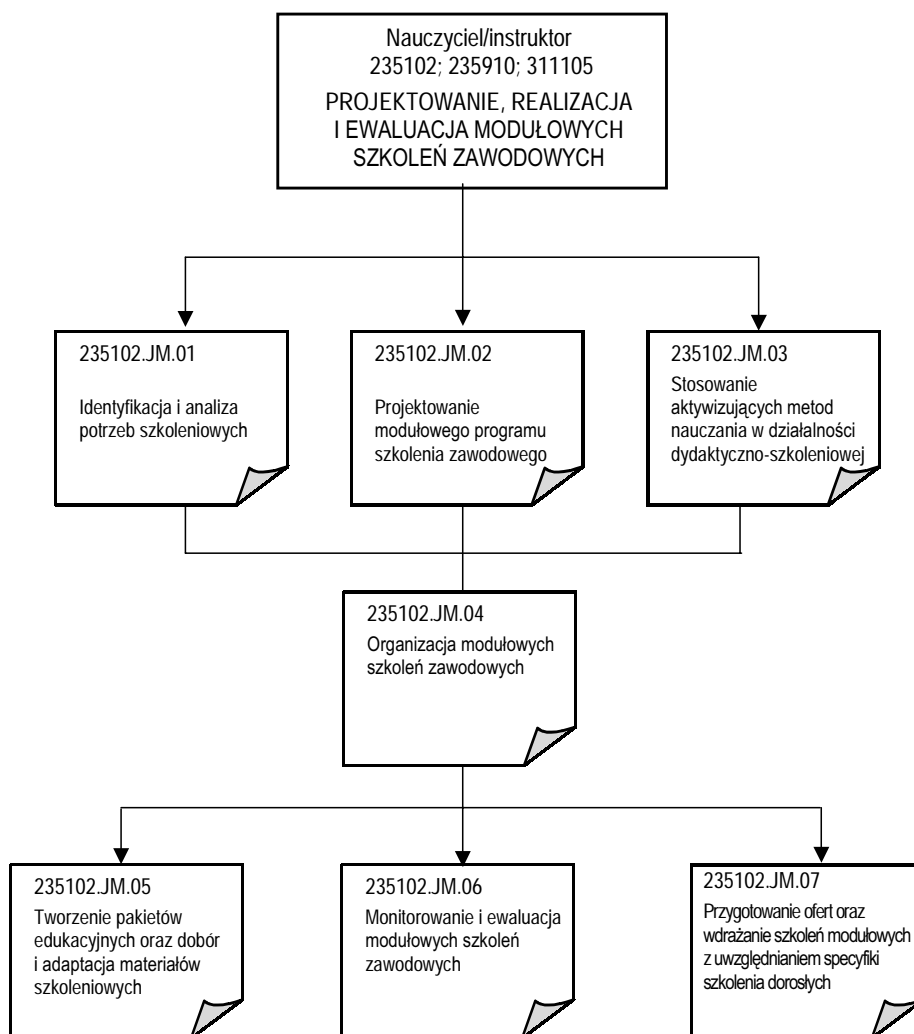 Nauczyciel/instruktor
235102; 235910; 311105
PROJEKTOWANIE, REALIZACJA
I EWALUACJA MODUŁOWYCH
SZKOLEŃ ZAWODOWYCH
235102.JM.01
Identyfikacja i analiza
potrzeb szkoleniowych
235102.JM.02
Projektowanie
modułowego programu
szkolenia zawodowego
235102.JM.03
Stosowanie
aktywizujących metod
nauczania w działalności
dydaktyczno-szkoleniowej
235102.JM.04
Organizacja modułowych
szkoleń zawodowych
235102.JM.05
Tworzenie pakietów
edukacyjnych oraz dobór
i adaptacja materiałów
szkoleniowych
235102.JM.06
Monitorowanie i ewaluacja
modułowych szkoleń
zawodowych
235102.JM.07
Przygotowanie ofert oraz
wdrażanie szkoleń modułowych
z uwzględnianiem specyfiki
szkolenia dorosłych